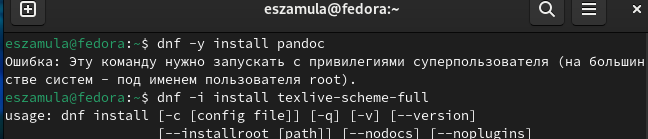 eszamula@fedora:~
eszamula@fedora:~$ dnf -y install pandoc
Ошибка: Эту команду нужно запускать с привилегиями суперпользователя (на большин
стве систем - под именем пользователя root).
eszamula@fedora:~$ dnf -i install texlive-scheme-full
usage: dnf install [-c [config file]] [-q] [-v] [--version]
[--installroot [path]] [--nodocs] [--noplugins]